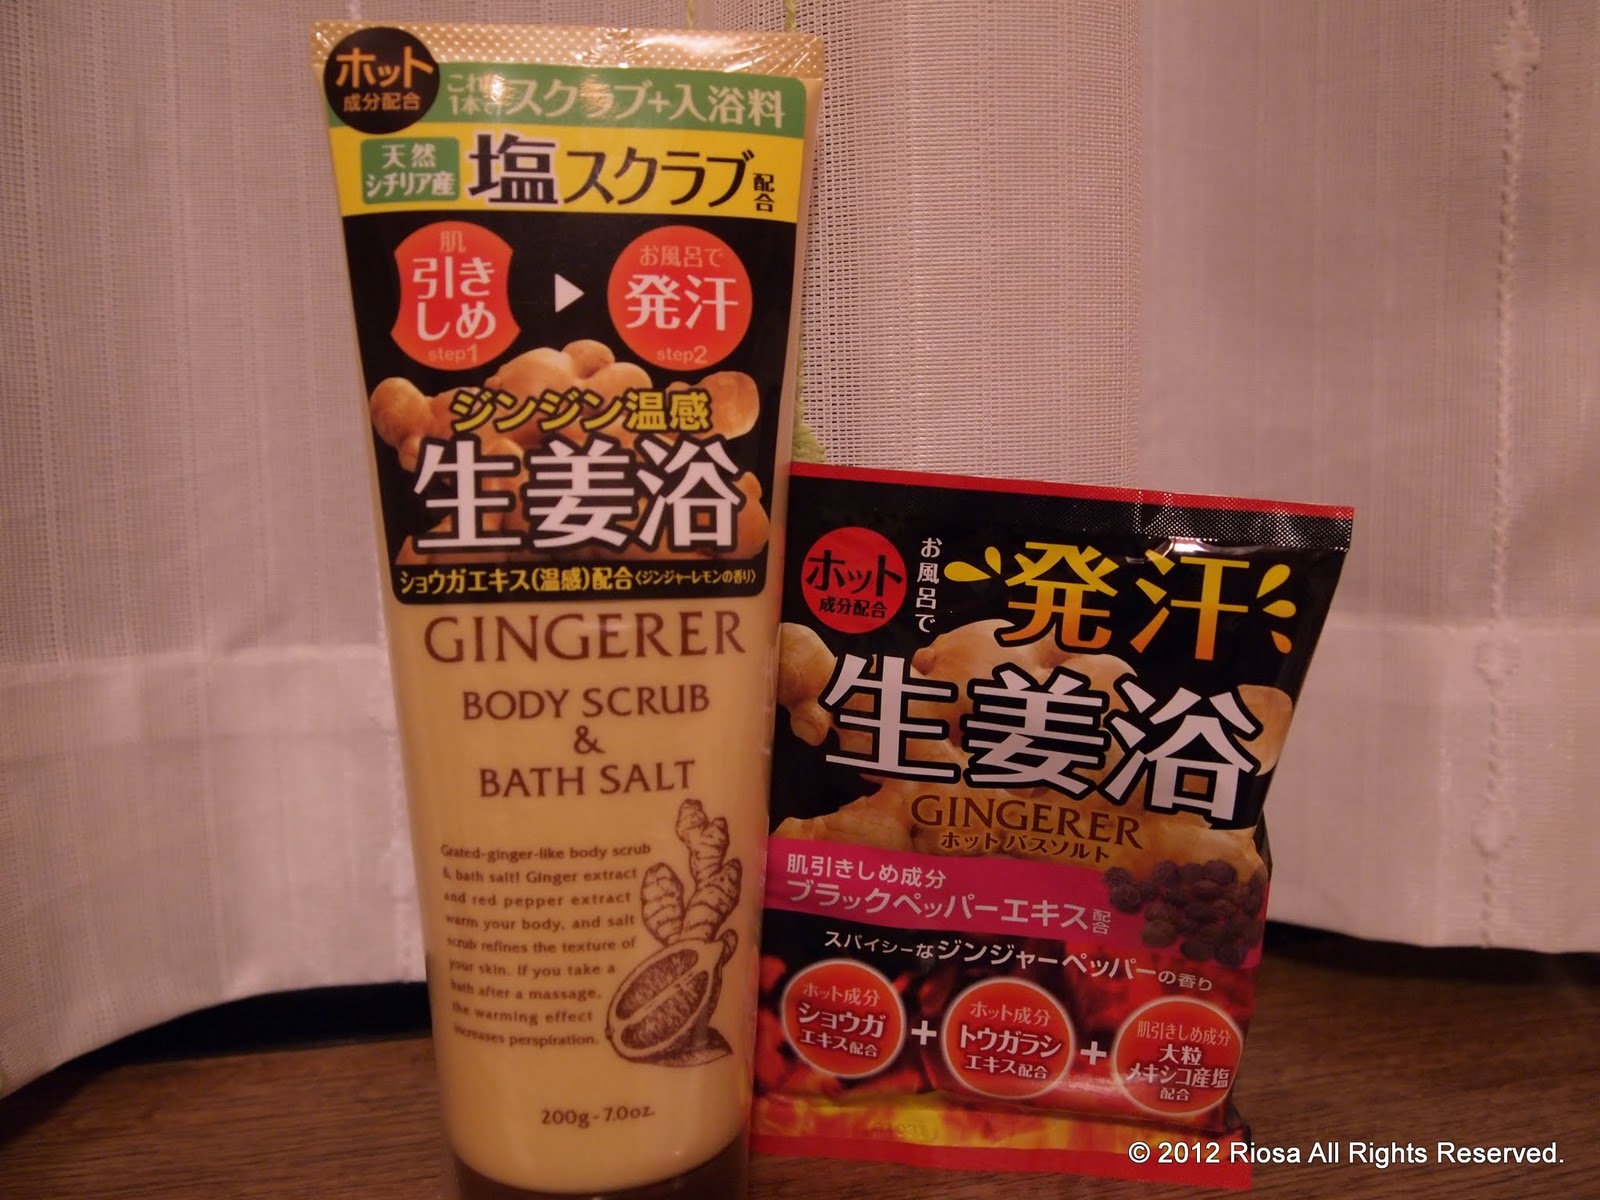 ホット
成分配合
これ
1本で
スクラブ+入浴料
天然
シチリア産
塩スクラブ配合
肌
引き
しめ
step1
お風呂で
発汗
step2
ジンジン温感
生姜浴
ショウガエキス(温感)配合〈ジンジャーレモンの香り〉
GINGERER
BODY SCRUB
&
BATH SALT
Grated-ginger-like body scrub
& bath salt! Ginger extract
and red pepper extract
warm your body, and salt
scrub refines the texture of
your skin. If you take a
bath after a massage,
the warming effect
increases perspiration.
200g - 7.0oz.
ホット
成分配合
お風呂で
発汗
生姜浴
GINGERER
ホットバスソルト
肌引きしめ成分
ブラックペッパーエキス配合
スパイシーなジンジャーペッパーの香り
ホット成分
ショウガ
エキス配合
+
ホット成分
トウガラシ
エキス配合
+
肌引きしめ成分
大粒
メキシコ産塩
配合
© 2012 Riosa All Rights Reserved.